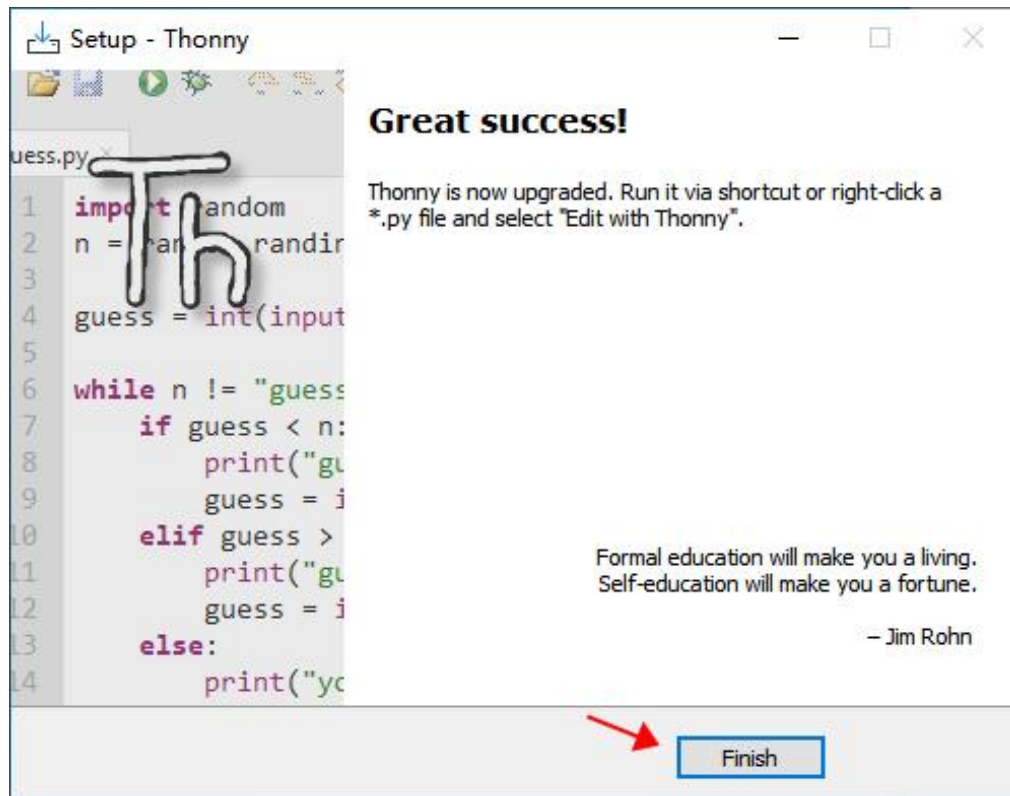 Setup - Thonny
Great success!
uess.py
Th
Thonny is now upgraded. Run it via shortcut or right-click a
*.py file and select "Edit with Thonny".
1 import random
2 n = randin
3
4 guess = int(input
5
6 while n != "guess
7 if guess < n:
8 print("gu
9 guess = i
10 elif guess >
11 print("gu
12 guess = i
13 else:
14 print("yo
Formal education will make you a living.
Self-education will make you a fortune.
– Jim Rohn
Finish